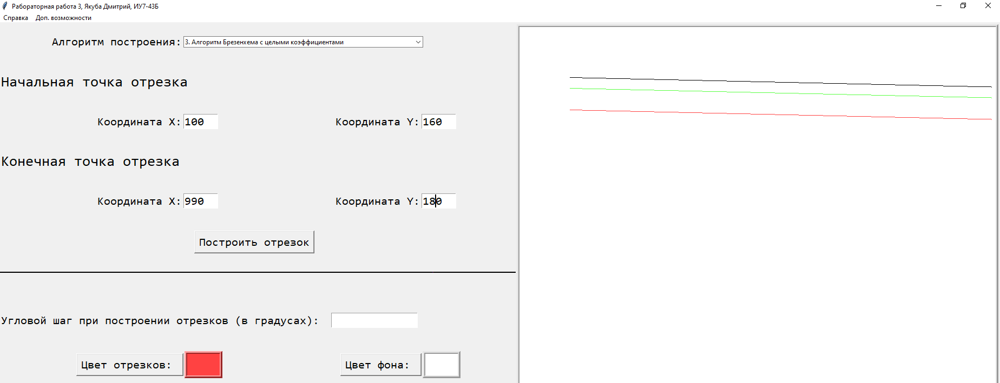 Рабораторная работа 3, Якуба Дмитрий, ИУ7-43Б
Справка Доп. возможности
Алгоритм построения: 3. Алгоритм Брезенхема с целыми коэффициентами
Начальная точка отрезка
Координата X: 100 Координата Y: 160
Конечная точка отрезка
Координата X: 990 Координата Y: 180
Построить отрезок
Угловой шаг при построении отрезков (в градусах):
Цвет отрезков: Цвет фона: